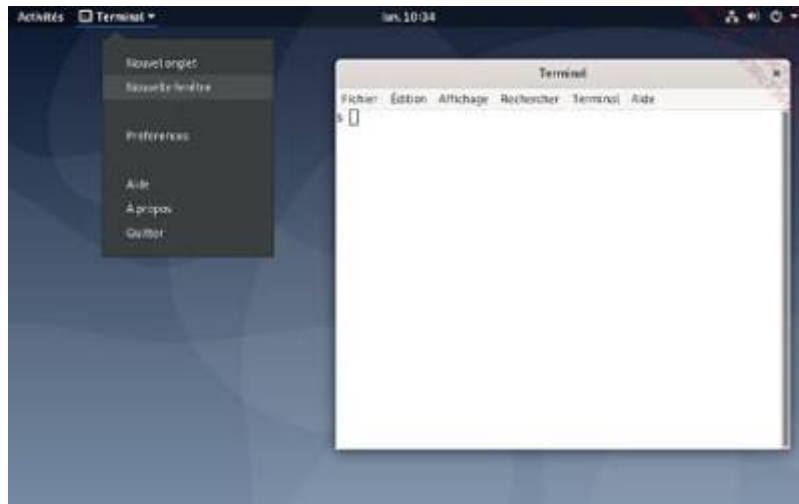 Activités Terminal lun. 10:34
Nouvel onglet
Nouvelle fenêtre
Préférences
Aide
À propos
Quitter
Terminal
Fichier Édition Affichage Rechercher Terminal Aide
$